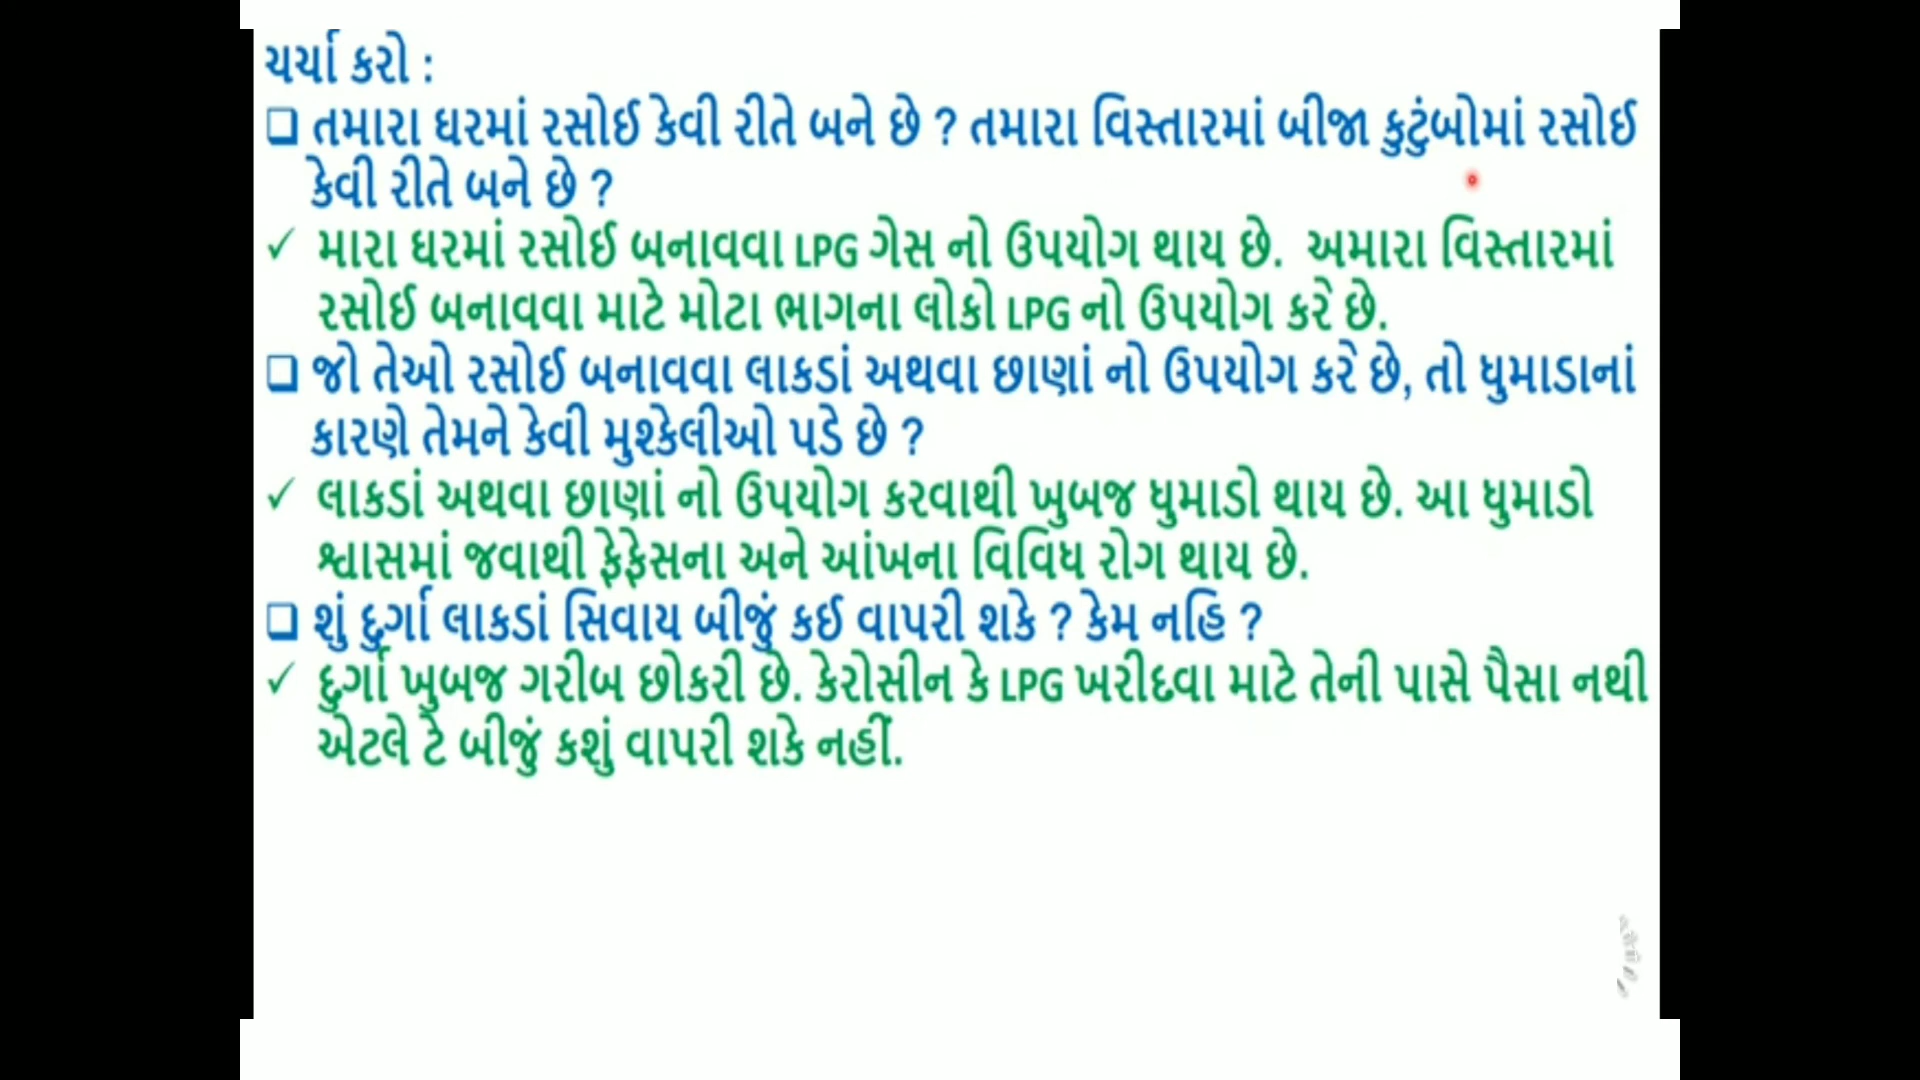 ચર્ચા કરો :
❑ તમારા ઘરમાં રસોઈ કેવી રીતે બને છે ? તમારા વિસ્તારમાં બીજા કુટુંબોમાં રસોઈ
કેવી રીતે બને છે ?
✓ મારા ઘરમાં રસોઈ બનાવવા LPG ગેસ નો ઉપયોગ થાય છે. અમારા વિસ્તારમાં
રસોઈ બનાવવા માટે મોટા ભાગના લોકો LPG નો ઉપયોગ કરે છે.
❑ જો તેઓ રસોઈ બનાવવા લાકડાં અથવા છાણાં નો ઉપયોગ કરે છે, તો ધુમાડાનાં
કારણે તેમને કેવી મુશ્કેલીઓ પડે છે ?
✓ લાકડાં અથવા છાણાં નો ઉપયોગ કરવાથી ખુબજ ધુમાડો થાય છે. આ ધુમાડો
શ્વાસમાં જવાથી ફેફેસના અને આંખના વિવિધ રોગ થાય છે.
❑ શું દુર્ગા લાકડાં સિવાય બીજું કઈ વાપરી શકે ? કેમ નહિ ?
✓ દુર્ગા ખુબજ ગરીબ છોકરી છે. કેરોસીન કે LPG ખરીદવા માટે તેની પાસે પૈસા નથી
એટલે ટે બીજું કશું વાપરી શકે નહીં.